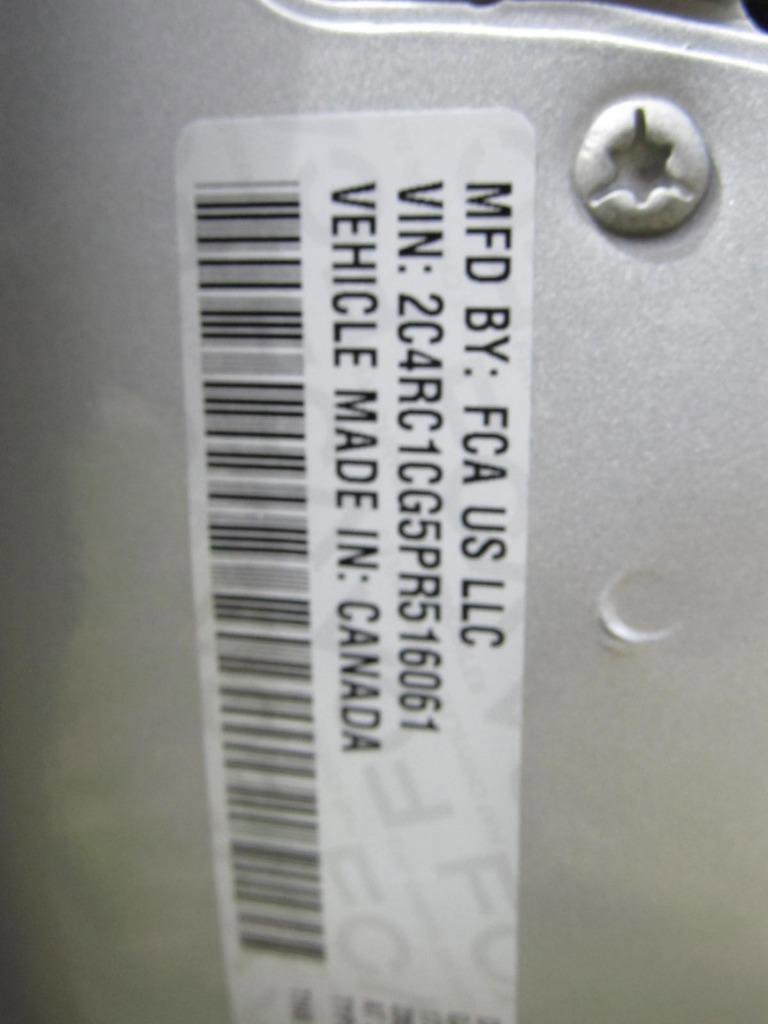 MFD BY: FCA US LLC
VIN: 2C4RC1CG5PR516061
VEHICLE MADE IN: CANADA